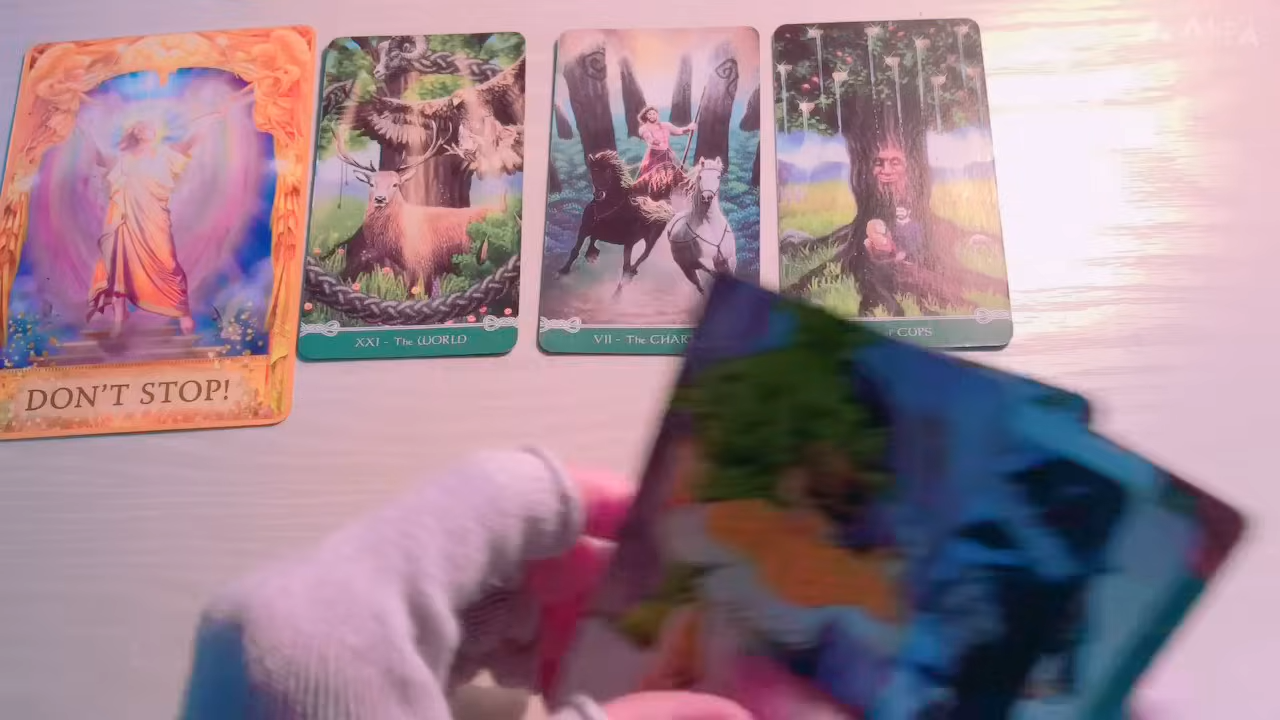 DON'T STOP!
XXI - The WORLD
VII - The CHAR
CUPS